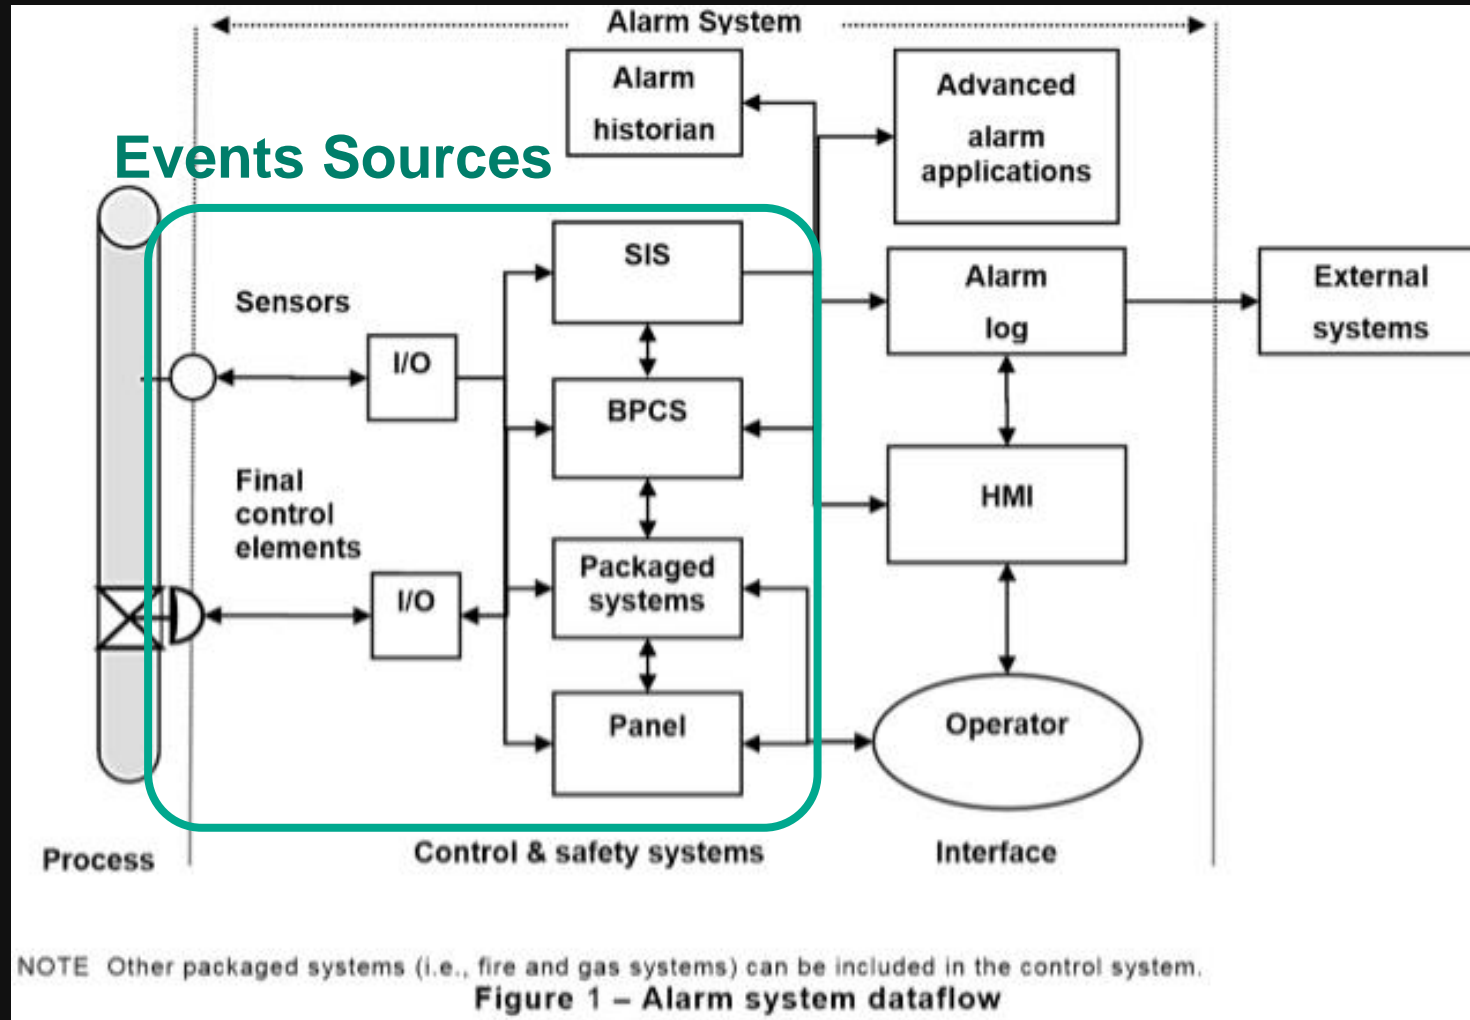 Alarm System
Alarm
historian
Advanced
alarm
applications
Events Sources
SIS
Sensors
I/O
Alarm
log
External
systems
BPCS
Final
control
elements
HMI
I/O
Packaged
systems
Panel
Operator
Process
Control & safety systems
Interface
NOTE Other packaged systems (i.e., fire and gas systems) can be included in the control system.
Figure 1 – Alarm system dataflow